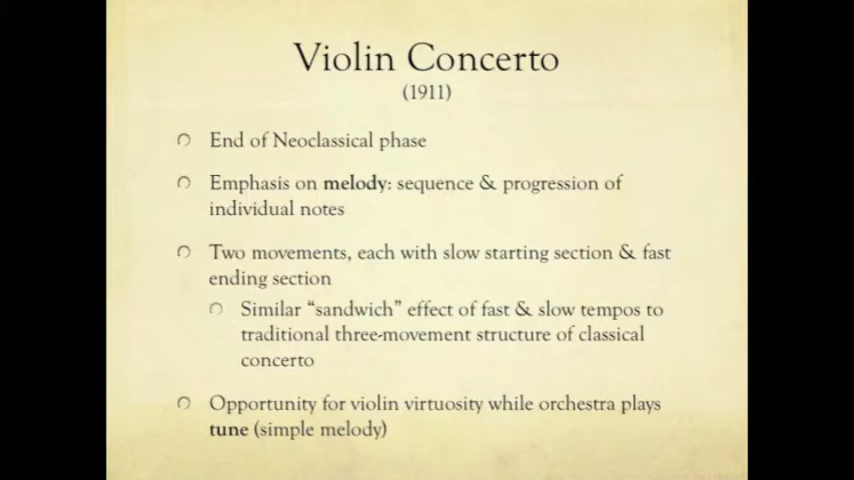 Violin Concerto
(1911)
End of Neoclassical phase
Emphasis on melody: sequence & progression of
individual notes
Two movements, each with slow starting section & fast
ending section
Similar “sandwich” effect of fast & slow tempos to
traditional three-movement structure of classical
concerto
Opportunity for violin virtuosity while orchestra plays
tune (simple melody)